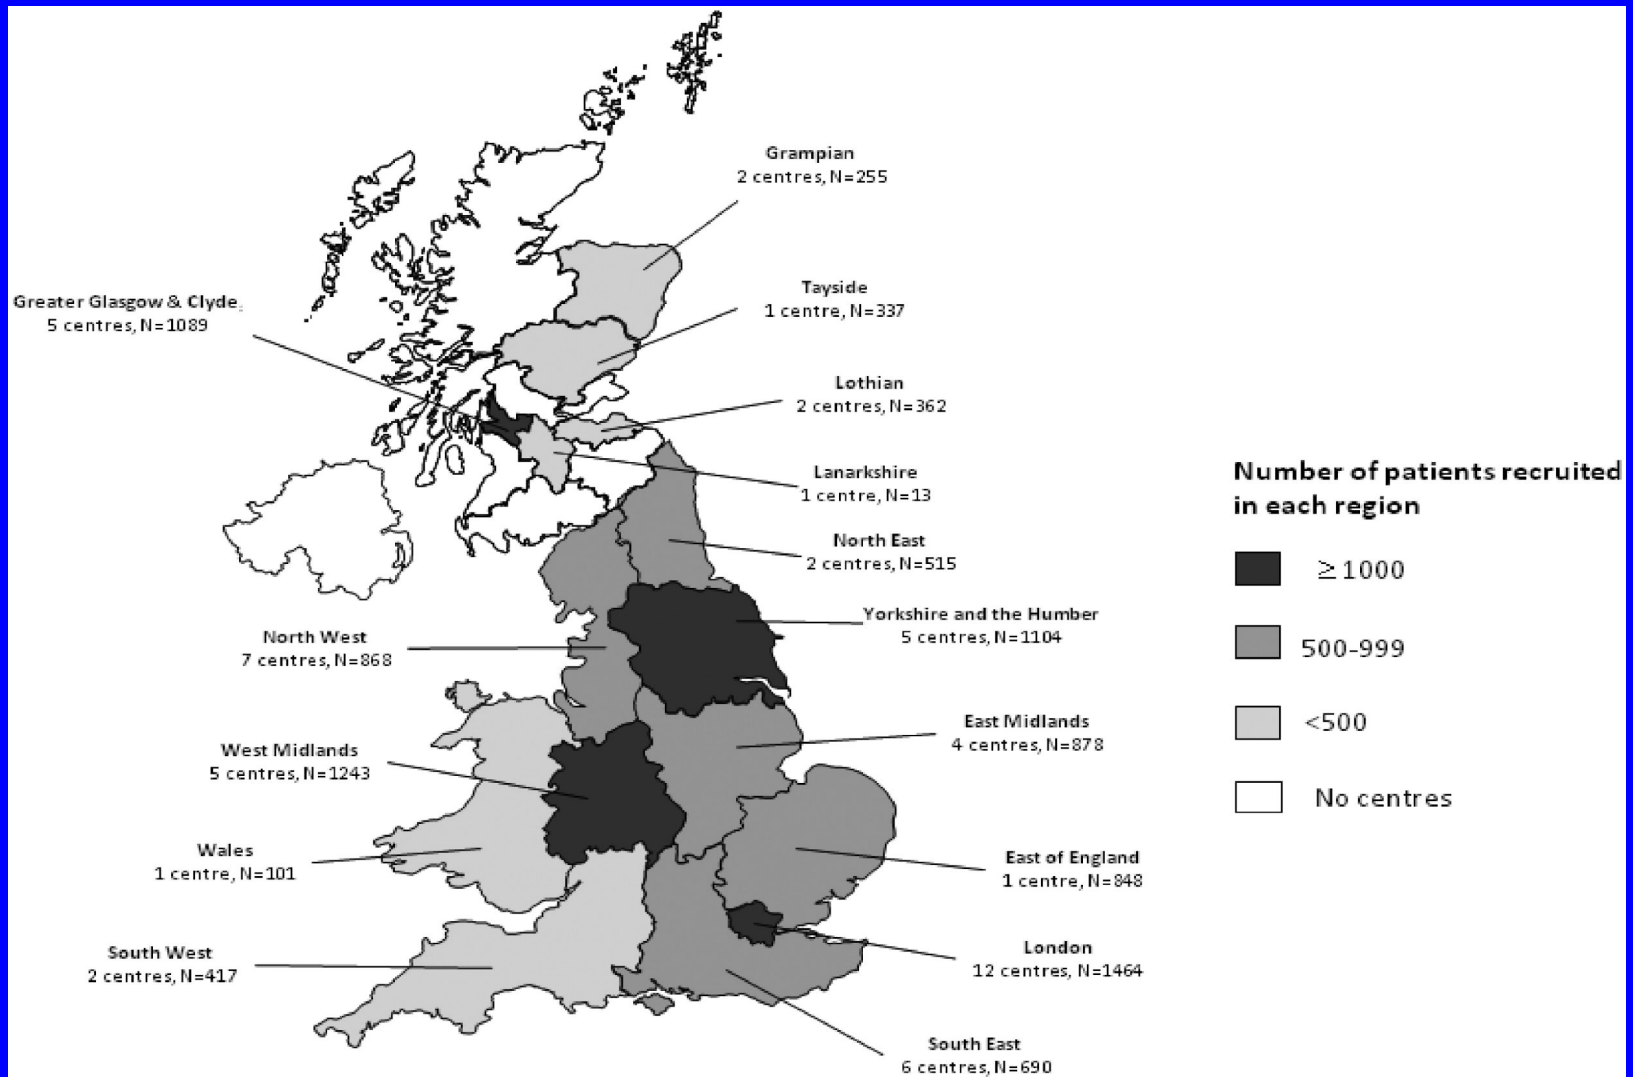 Grampian
2 centres, N=255
Tayside
1 centre, N=337
Greater Glasgow & Clyde,
5 centres, N=1089
Lothian
2 centres, N=362
Lanarkshire
1 centre, N=13
North East
2 centres, N=515
Yorkshire and the Humber
5 centres, N=1104
North West
7 centres, N=868
East Midlands
4 centres, N=878
West Midlands
5 centres, N=1243
Wales
1 centre, N=101
East of England
1 centre, N=848
South West
2 centres, N=417
London
12 centres, N=1464
South East
6 centres, N=690
Number of patients recruited
in each region
≥ 1000
500-999
<500
No centres